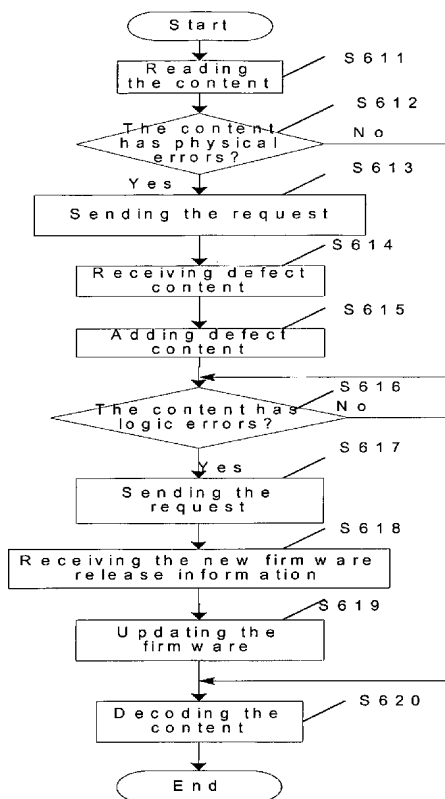 Start
Reading
the content
S611
The content
has physical
errors?
S612
No
Yes
S613
Sending the request
S614
Receiving defect
content
S615
Adding defect
content
S616
The content has
logic errors?
No
Yes
S617
Sending the
request
S618
Receiving the new firmware
release information
S619
Updating the
firmware
S620
Decoding the
content
End